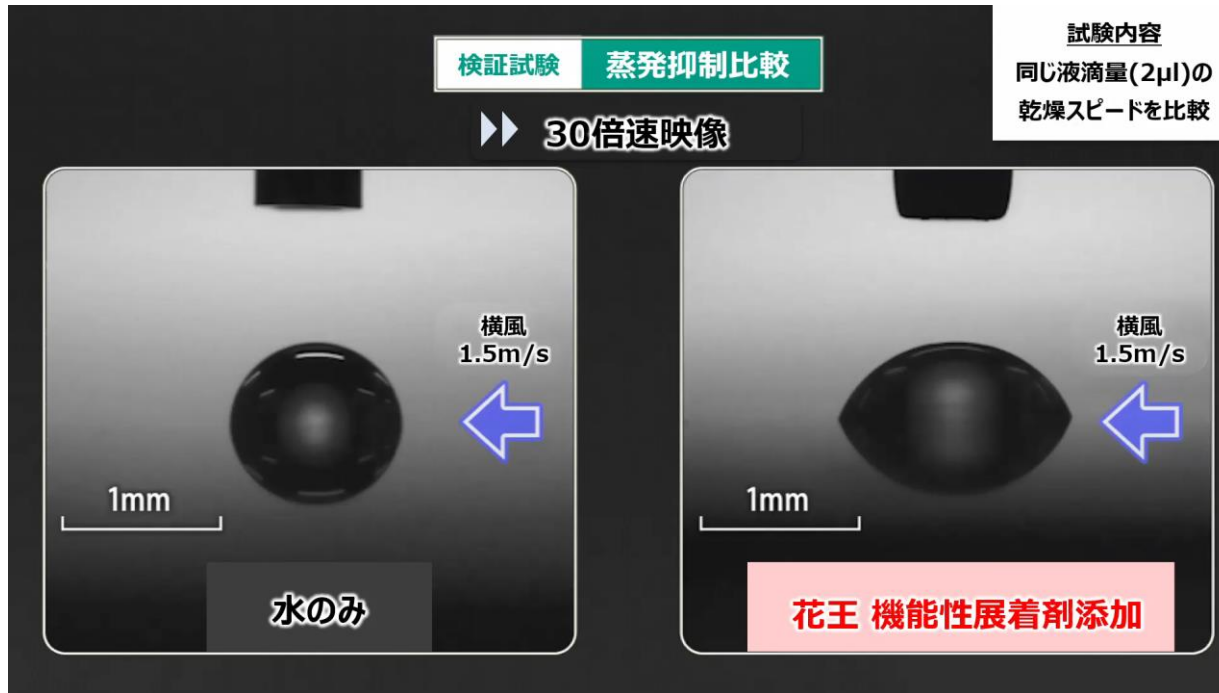 検証試験 蒸発抑制比較
30倍速映像
試験内容
同じ液滴量(2μl)の
乾燥スピードを比較
横風
1.5m/s
1mm
水のみ
横風
1.5m/s
1mm
花王 機能性展着剤添加